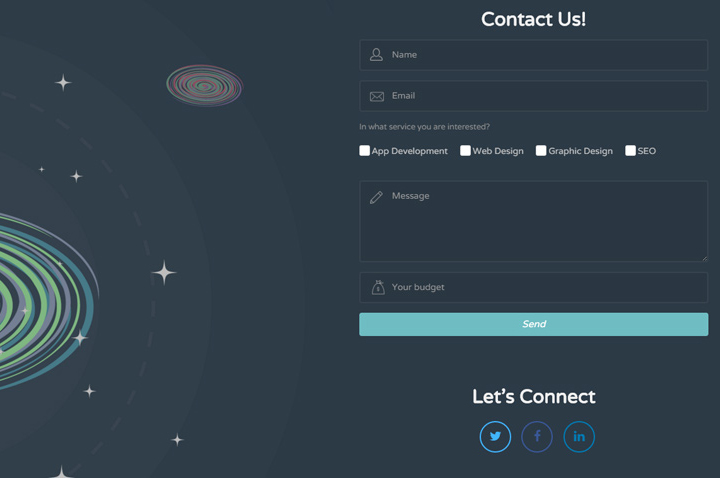 Contact Us!
Name
Email
In what service you are interested?
App Development Web Design Graphic Design SEO
Message
Your budget
Send
Let's Connect